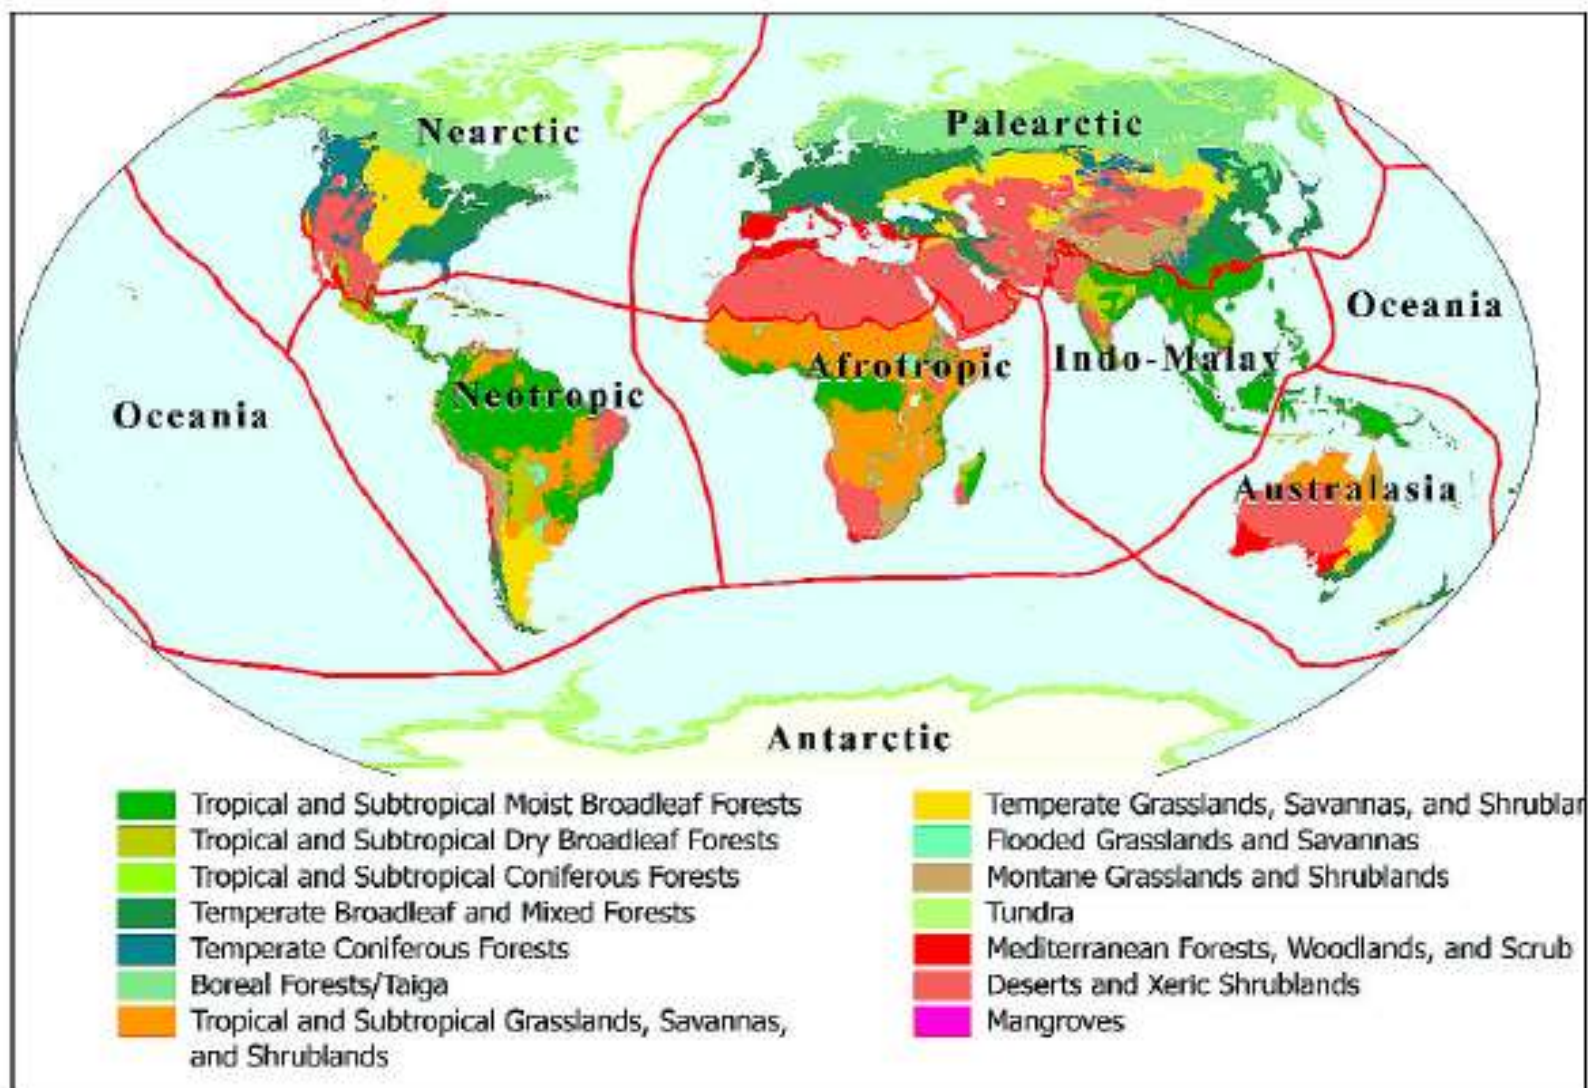 Nearctic
Palearctic
Oceania
Afrotropic
Indo-Malay
Neotropic
Oceania
Australasia
Antarctic
Tropical and Subtropical Moist Broadleaf Forests
Tropical and Subtropical Dry Broadleaf Forests
Tropical and Subtropical Coniferous Forests
Temperate Broadleaf and Mixed Forests
Temperate Coniferous Forests
Boreal Forests/Taiga
Tropical and Subtropical Grasslands, Savannas,
and Shrublands
Temperate Grasslands, Savannas, and Shrublan
Flooded Grasslands and Savannas
Montane Grasslands and Shrublands
Tundra
Mediterranean Forests, Woodlands, and Scrub
Deserts and Xeric Shrublands
Mangroves